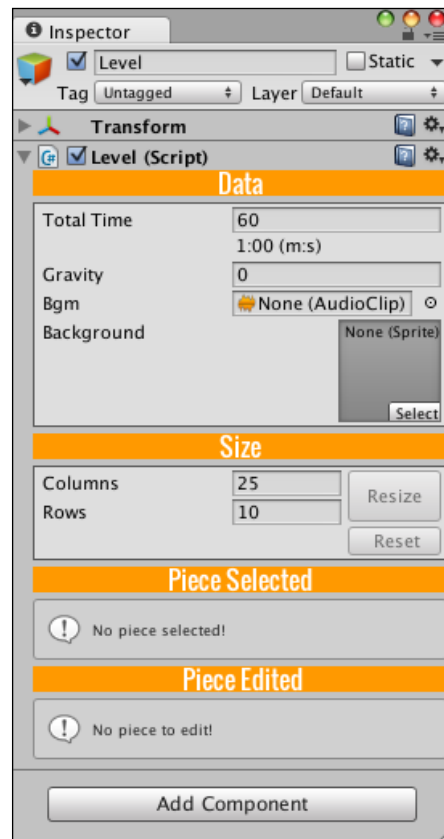 Inspector
Level Static
Tag Untagged Layer Default
Transform
Level (Script)
Data
Total Time 60
1:00 (m:s)
Gravity 0
Bgm None (AudioClip)
Background None (Sprite)
Select
Size
Columns 25
Resize
Rows 10
Reset
Piece Selected
No piece selected!
Piece Edited
No piece to edit!
Add Component